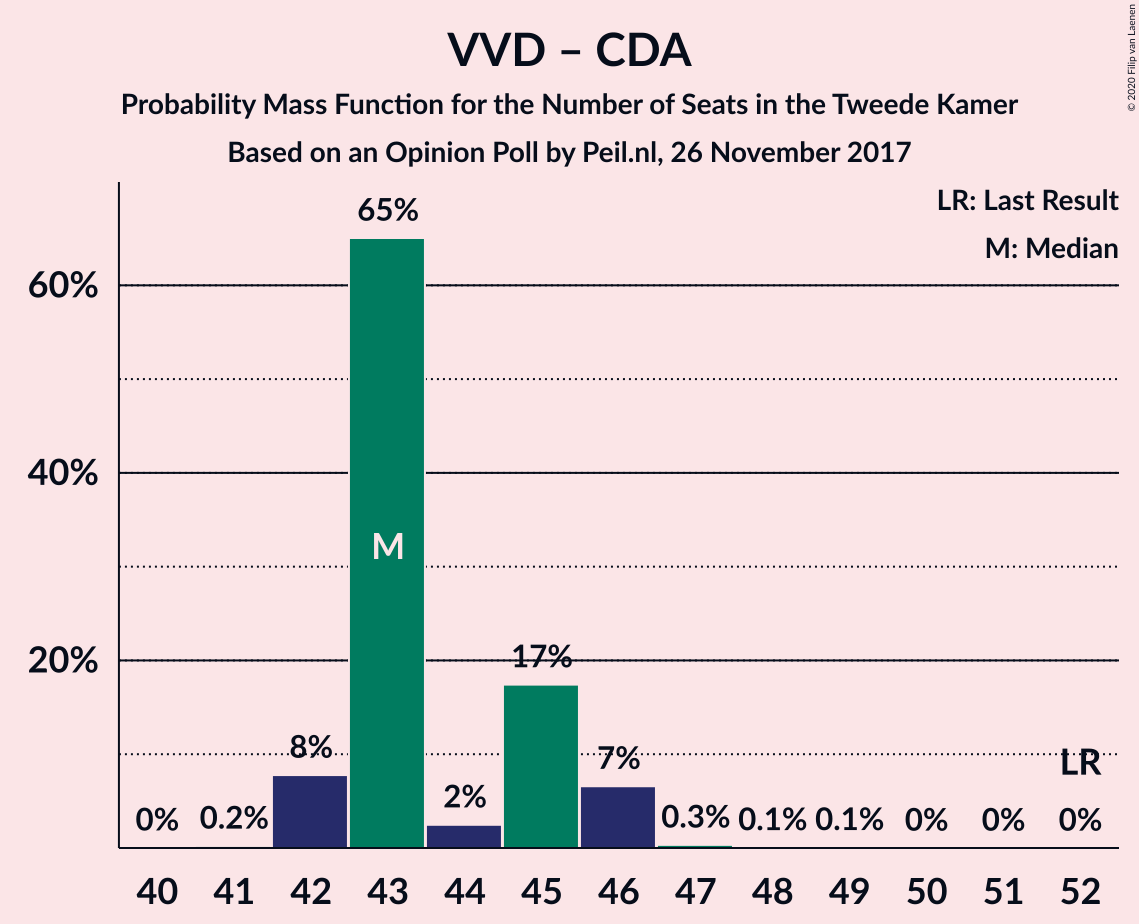 VVD – CDA
Probability Mass Function for the Number of Seats in the Tweede Kamer
Based on an Opinion Poll by Peil.nl, 26 November 2017
© 2020 Filip van Laenen
LR: Last Result
M: Median
60%
40%
20%
0%
0.2%
8%
65%
M
2%
17%
7%
0.3%
0.1%
0.1%
0%
0%
LR
0%
40 41 42 43 44 45 46 47 48 49 50 51 52